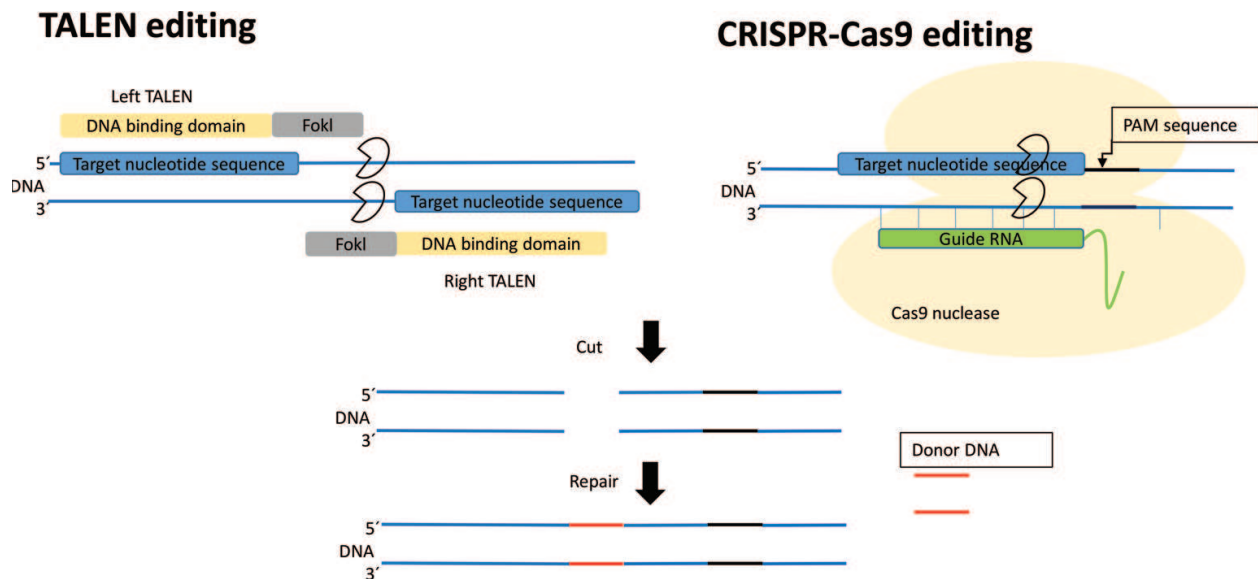 TALEN editing
CRISPR-Cas9 editing
Left TALEN
DNA binding domain
FokI
5´
Target nucleotide sequence
DNA
3´
Target nucleotide sequence
FokI
DNA binding domain
Right TALEN
PAM sequence
5´
Target nucleotide sequence
DNA
3´
Guide RNA
Cas9 nuclease
Cut
5´
DNA
3´
Donor DNA
Repair
5´
DNA
3´